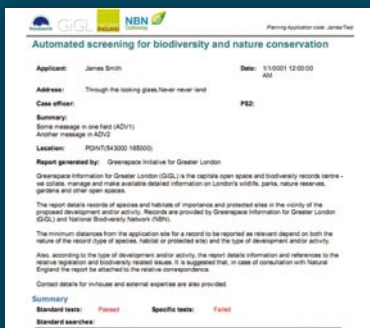 GiGL
NATURAL
ENGLAND
NBN
Gateway
Planning Application code: James/Test
Automated screening for biodiversity and nature conservation
Applicant: James Smith Date: 1/1/0001 12:00:00
AM
Address: Through the looking glass,Never never land
Case officer: PS2:
Summary:
Some message in one field (ADV1)
Another message in ADV2
Location: POINT(543000 165000)
Report generated by: Greenspace Initiative for Greater London
Greenspace Information for Greater London (GiGL) is the capitals open space and biodiversity records centre -
we collate, manage and make available detailed information on London's wildlife, parks, nature reserves,
gardens and other open spaces.
The report details records of species and habitats of importance and protected sites in the vicinity of the
proposed development and/or activity. Records are provided by Greenspace Information for Greater London
(GiGL) and National Biodiversity Network (NBN).
The minimum distances from the application site for a record to be reported as relevant depend on both the
nature of the record (type of species, habitat or protected site) and the type of development and/or activity.
Also, according to the type of development and/or activity, the report details information and references to the
relative legislation and biodiversity related issues. It is suggested that, in case of consultation with Natural
England the report be attached to the relative correspondence.
Contact details for inhouse and external expertise are also provided.
Summary
Standard tests: Passed Specific tests: Failed
Standard searches: